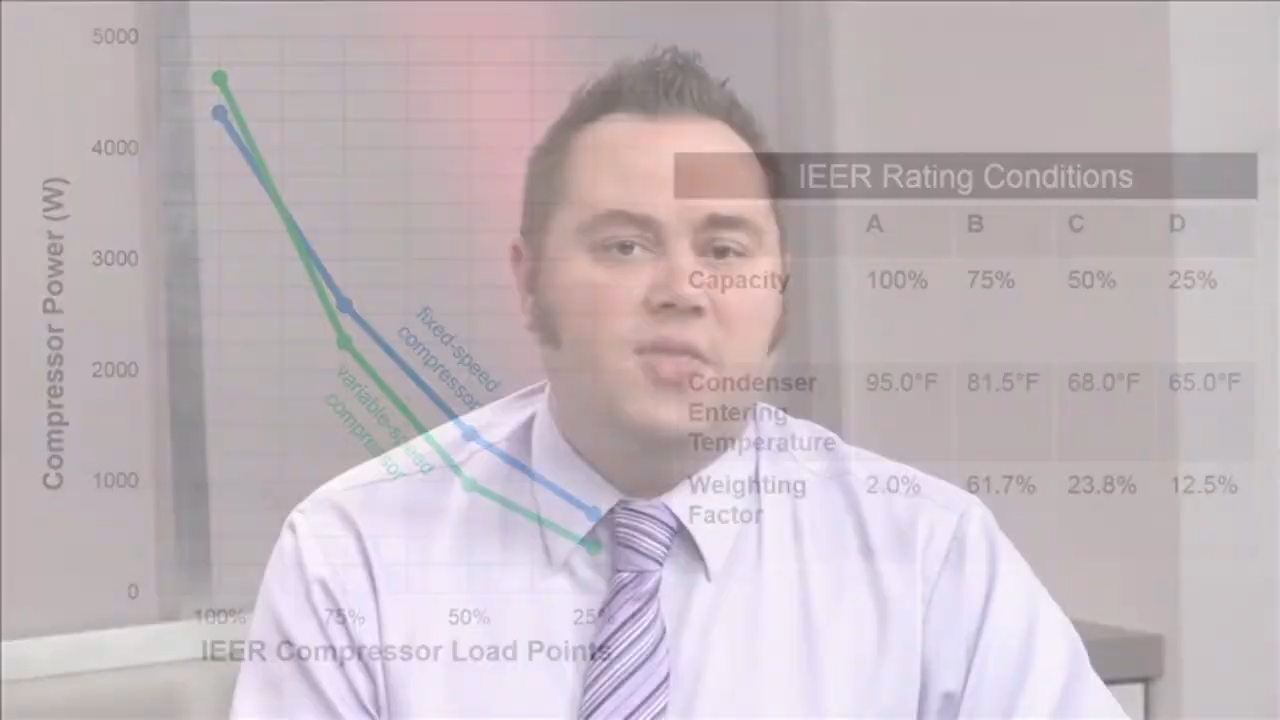 5000
4000
3000
2000
1000
0
Compressor Power (W)
fixed-speed
compressor
variable-speed
compressor
100% 75% 50% 25%
IEER Compressor Load Points
IEER Rating Conditions
A B C D
Capacity 100% 75% 50% 25%
Condenser 95.0°F 81.5°F 68.0°F 65.0°F
Entering
Temperature
Weighting 2.0% 61.7% 23.8% 12.5%
Factor